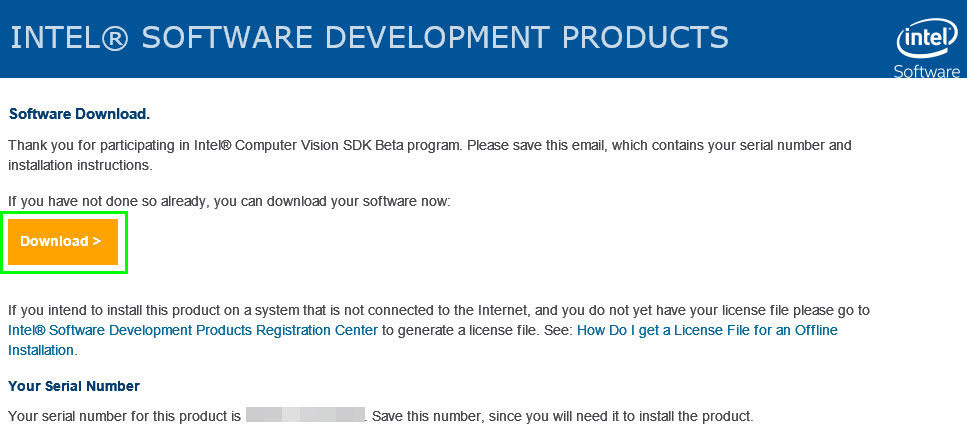 INTEL® SOFTWARE DEVELOPMENT PRODUCTS
intel
Software
Software Download.
Thank you for participating in Intel® Computer Vision SDK Beta program. Please save this email, which contains your serial number and
installation instructions.
If you have not done so already, you can download your software now:
Download >
If you intend to install this product on a system that is not connected to the Internet, and you do not yet have your license file please go to
Intel® Software Development Products Registration Center to generate a license file. See: How Do I get a License File for an Offline
Installation.
Your Serial Number
Your serial number for this product is . Save this number, since you will need it to install the product.